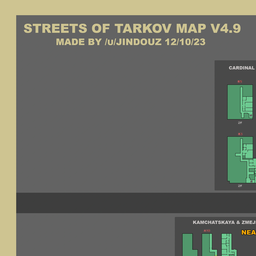 STREETS OF TARKOV MAP V4.9
MADE BY /u/JINDOUZ 12/10/23
CARDINAL
KAMCHATSKAYA & ZMEJ
NEA